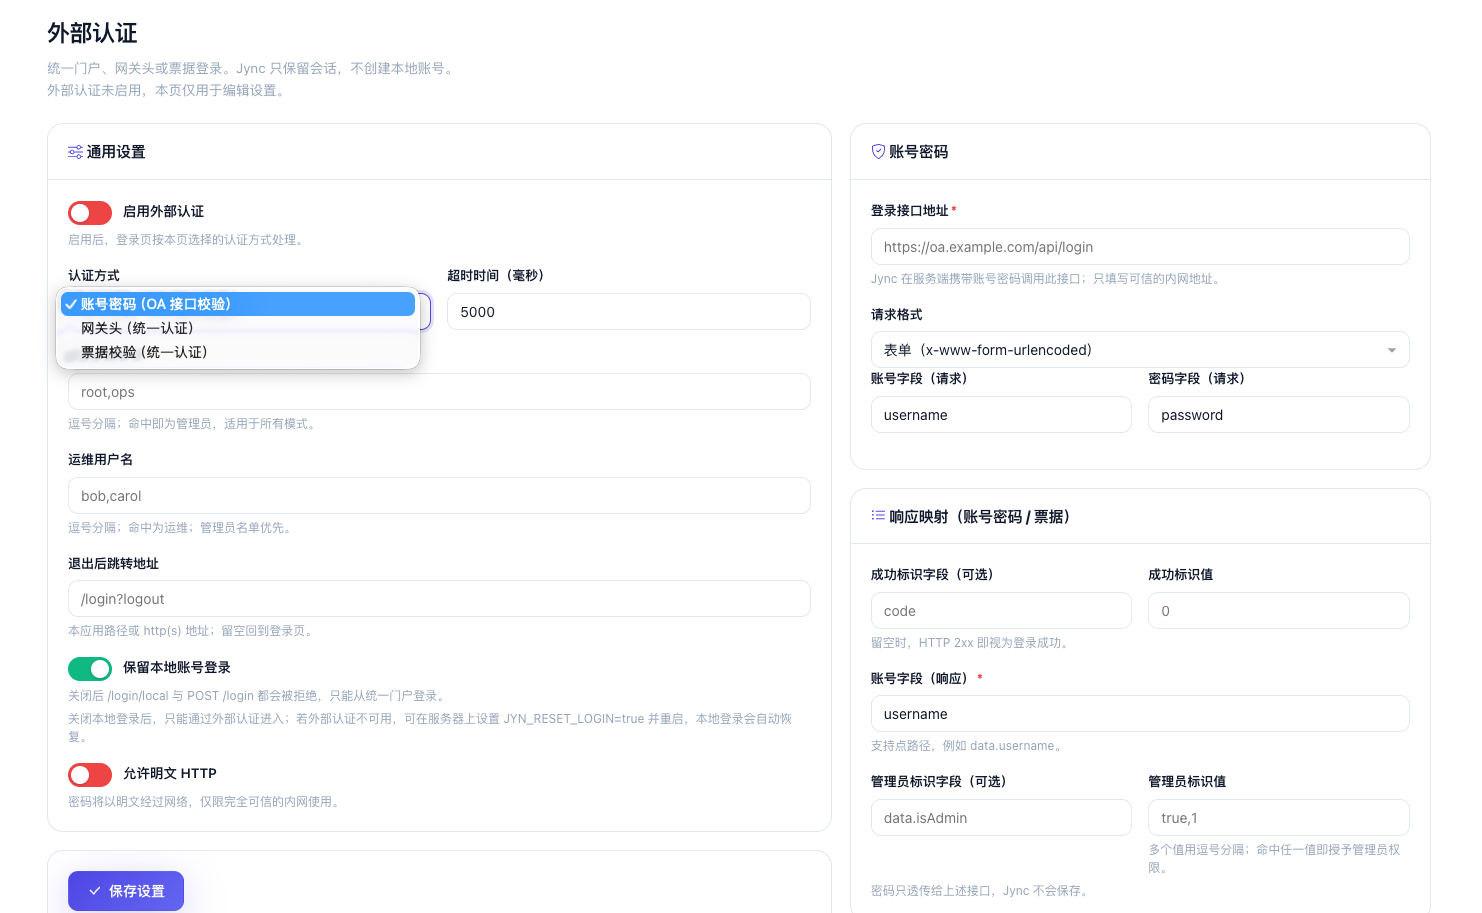 外部认证
统一门户、网关头或票据登录。Jync 只保留会话，不创建本地账号。
外部认证未启用，本页仅用于编辑设置。
通用设置
启用外部认证
启用后，登录页按本页选择的认证方式处理。
认证方式
超时时间（毫秒）
账号密码 (OA 接口校验)
网关头 (统一认证)
票据校验 (统一认证)
5000
root,ops
逗号分隔；命中即为管理员，适用于所有模式。
运维用户名
bob,carol
逗号分隔；命中为运维；管理员名单优先。
退出后跳转地址
/login?logout
本应用路径或 http(s) 地址；留空回到登录页。
保留本地账号登录
关闭后 /login/local 与 POST /login 都会被拒绝，只能从统一门户登录。
关闭本地登录后，只能通过外部认证进入；若外部认证不可用，可在服务器上设置 JYN_RESET_LOGIN=true 并重启，本地登录会自动恢
复。
允许明文 HTTP
密码将以明文经过网络，仅限完全可信的内网使用。
保存设置
账号密码
登录接口地址 *
https://oa.example.com/api/login
Jync 在服务端携带账号密码调用此接口；只填写可信的内网地址。
请求格式
表单（x-www-form-urlencoded）
账号字段（请求）
密码字段（请求）
username
password
响应映射（账号密码 / 票据）
成功标识字段（可选）
成功标识值
code
0
留空时，HTTP 2xx 即视为登录成功。
账号字段（响应） *
username
支持点路径，例如 data.username。
管理员标识字段（可选）
管理员标识值
data.isAdmin
true,1
多个值用逗号分隔；命中任一值即授予管理员权
限。
密码只透传给上述接口，Jync 不会保存。